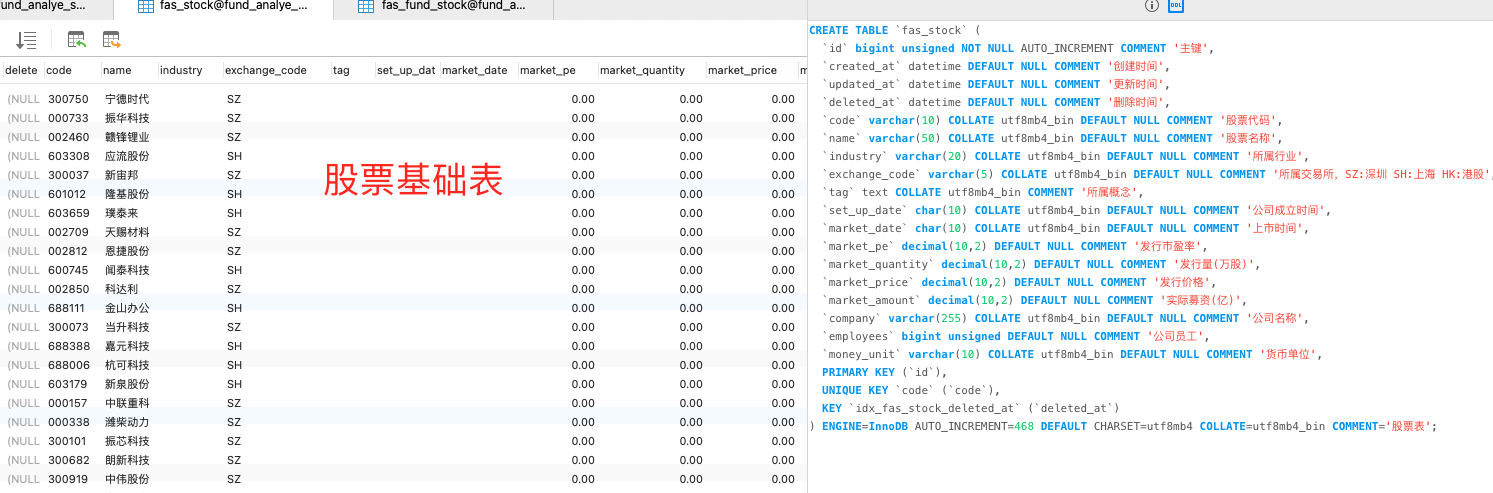 fund_analye_s...
fas_stock@fund_analye_...
fas_fund_stock@fund_a...
DDL
delete code name industry exchange_code tag set_up_dat market_date market_pe market_quantity market_price m
(NULL 300750 宁德时代 SZ 0.00 0.00 0.00
(NULL 000733 振华科技 SZ 0.00 0.00 0.00
(NULL 002460 赣锋锂业 SZ 0.00 0.00 0.00
(NULL 603308 应流股份 SH 0.00 0.00 0.00
(NULL 300037 新宙邦 SZ 0.00 0.00 0.00
(NULL 601012 隆基股份 SH 0.00 0.00 0.00
(NULL 603659 璞泰来 SH 0.00 0.00 0.00
(NULL 002709 天赐材料 SZ 0.00 0.00 0.00
(NULL 002812 恩捷股份 SZ 0.00 0.00 0.00
(NULL 600745 闻泰科技 SH 0.00 0.00 0.00
(NULL 002850 科达利 SZ 0.00 0.00 0.00
(NULL 688111 金山办公 SH 0.00 0.00 0.00
(NULL 300073 当升科技 SZ 0.00 0.00 0.00
(NULL 688388 嘉元科技 SH 0.00 0.00 0.00
(NULL 688006 杭可科技 SH 0.00 0.00 0.00
(NULL 603179 新泉股份 SH 0.00 0.00 0.00
(NULL 000157 中联重科 SZ 0.00 0.00 0.00
(NULL 000338 潍柴动力 SZ 0.00 0.00 0.00
(NULL 300101 振芯科技 SZ 0.00 0.00 0.00
(NULL 300682 朗新科技 SZ 0.00 0.00 0.00
(NULL 300919 中伟股份 SZ 0.00 0.00 0.00
股票基础表
CREATE TABLE `fas_stock` (
`id` bigint unsigned NOT NULL AUTO_INCREMENT COMMENT '主键',
`created_at` datetime DEFAULT NULL COMMENT '创建时间',
`updated_at` datetime DEFAULT NULL COMMENT '更新时间',
`deleted_at` datetime DEFAULT NULL COMMENT '删除时间',
`code` varchar(10) COLLATE utf8mb4_bin DEFAULT NULL COMMENT '股票代码',
`name` varchar(50) COLLATE utf8mb4_bin DEFAULT NULL COMMENT '股票名称',
`industry` varchar(20) COLLATE utf8mb4_bin DEFAULT NULL COMMENT '所属行业',
`exchange_code` varchar(5) COLLATE utf8mb4_bin DEFAULT NULL COMMENT '所属交易所，SZ:深圳 SH:上海 HK:港股',
`tag` text COLLATE utf8mb4_bin COMMENT '所属概念',
`set_up_date` char(10) COLLATE utf8mb4_bin DEFAULT NULL COMMENT '公司成立时间',
`market_date` char(10) COLLATE utf8mb4_bin DEFAULT NULL COMMENT '上市时间',
`market_pe` decimal(10,2) DEFAULT NULL COMMENT '发行市盈率',
`market_quantity` decimal(10,2) DEFAULT NULL COMMENT '发行量(万股)',
`market_price` decimal(10,2) DEFAULT NULL COMMENT '发行价格',
`market_amount` decimal(10,2) DEFAULT NULL COMMENT '实际募资(亿)',
`company` varchar(255) COLLATE utf8mb4_bin DEFAULT NULL COMMENT '公司名称',
`employees` bigint unsigned DEFAULT NULL COMMENT '公司员工',
`money_unit` varchar(10) COLLATE utf8mb4_bin DEFAULT NULL COMMENT '货币单位',
PRIMARY KEY (`id`),
UNIQUE KEY `code` (`code`),
KEY `idx_fas_stock_deleted_at` (`deleted_at`)
) ENGINE=InnoDB AUTO_INCREMENT=468 DEFAULT CHARSET=utf8mb4 COLLATE=utf8mb4_bin COMMENT='股票表';